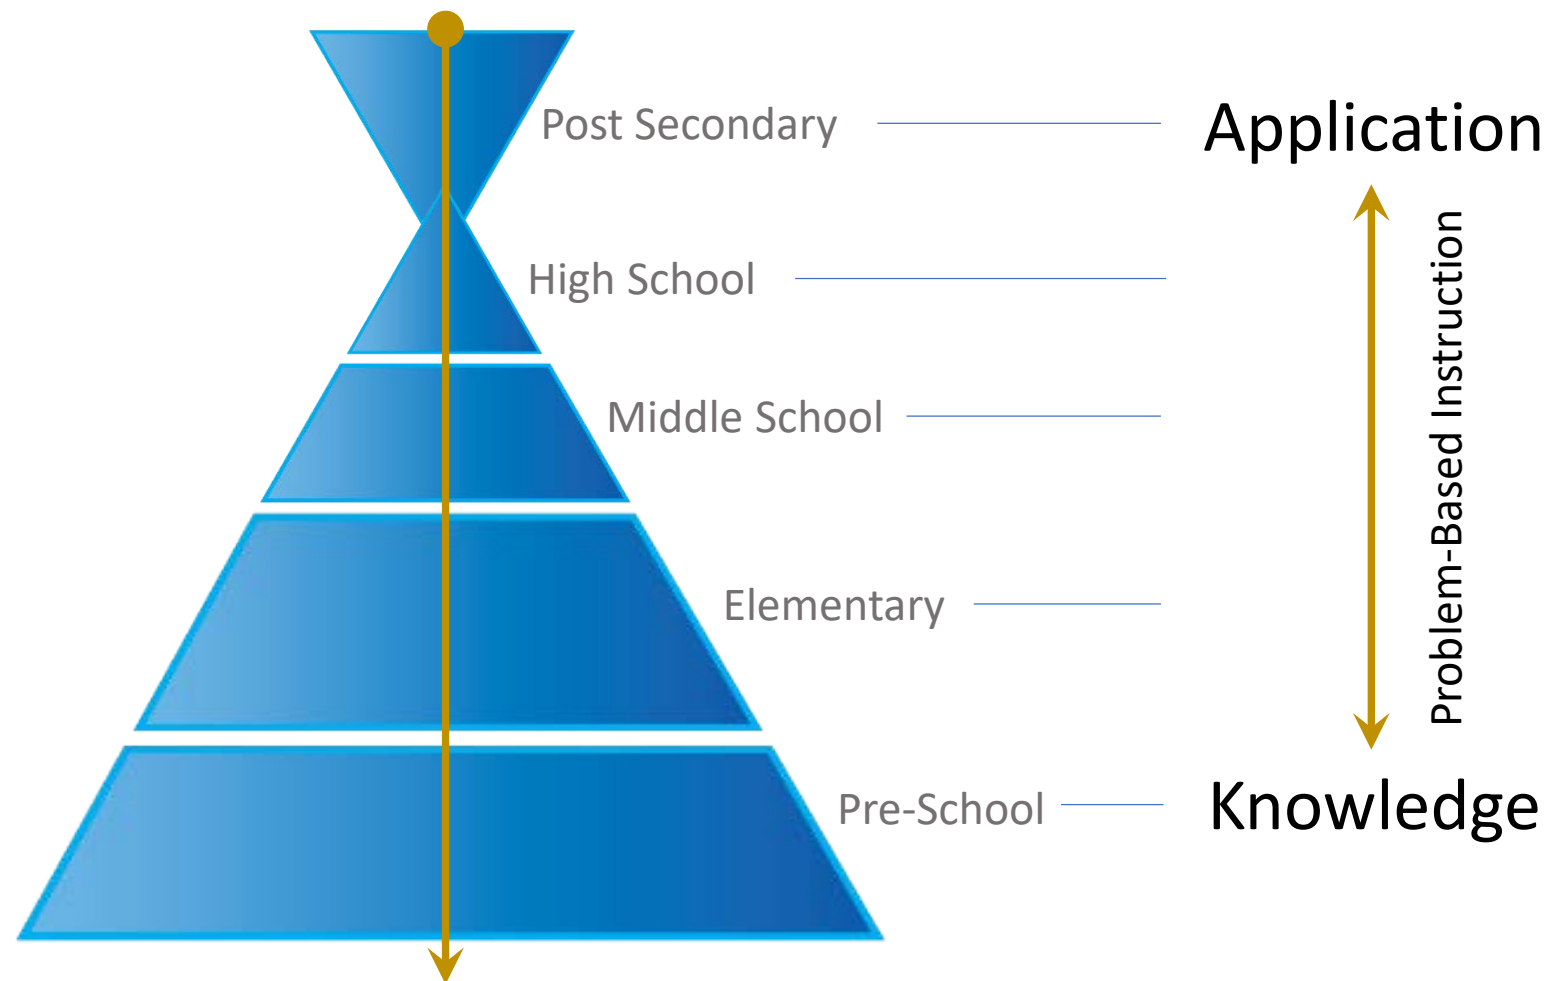 Post Secondary
Application
High School
Middle School
Problem-Based Instruction
Elementary
Pre-School
Knowledge